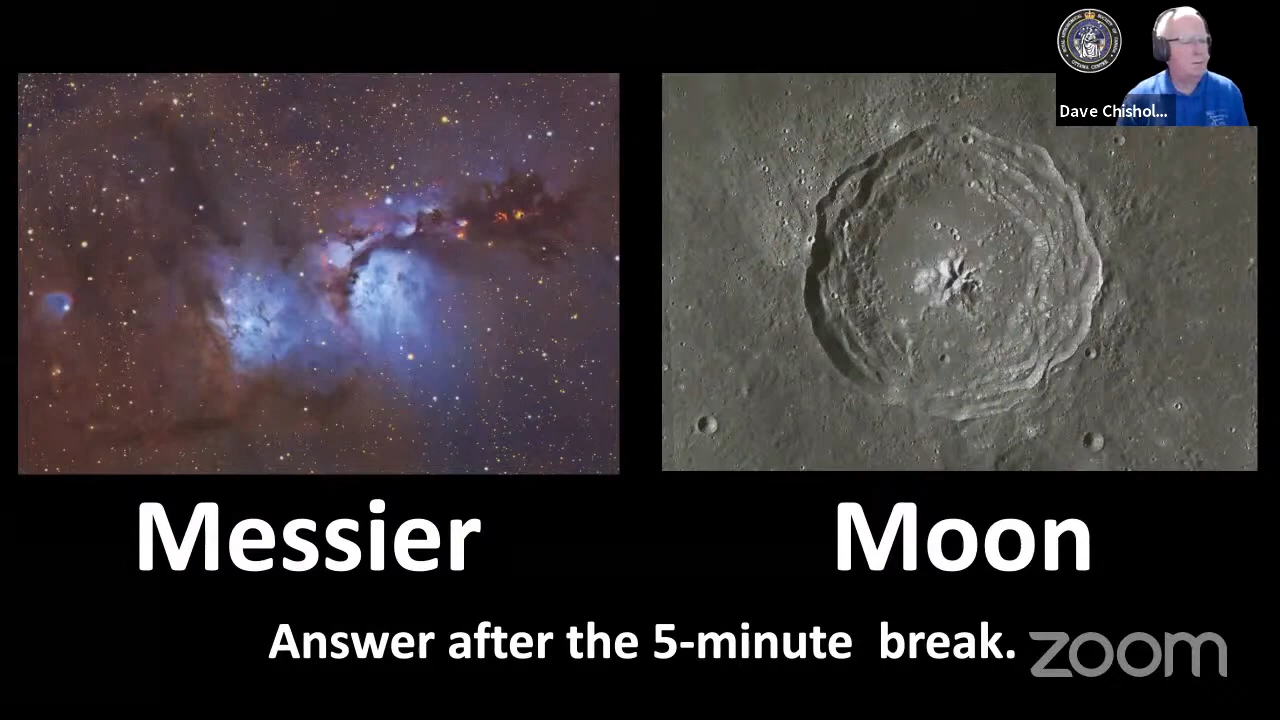 Dave Chishol...
Messier
Moon
Answer after the 5-minute  break.
zoom